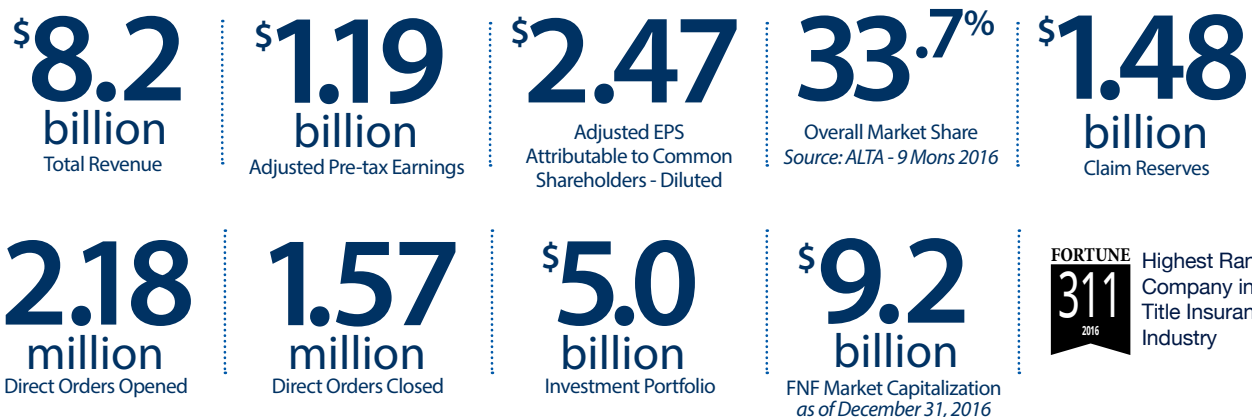 $8.2
billion
Total Revenue
$1.19
billion
Adjusted Pre-tax Earnings
$2.47
Adjusted EPS
Attributable to Common
Shareholders - Diluted
33.7%
Overall Market Share
Source: ALTA - 9 Mons 2016
$1.48
billion
Claim Reserves
2.18
million
Direct Orders Opened
1.57
million
Direct Orders Closed
$5.0
billion
Investment Portfolio
$9.2
billion
FNF Market Capitalization
as of December 31, 2016
FORTUNE
311
2016
Highest
Company in
Title
Industry